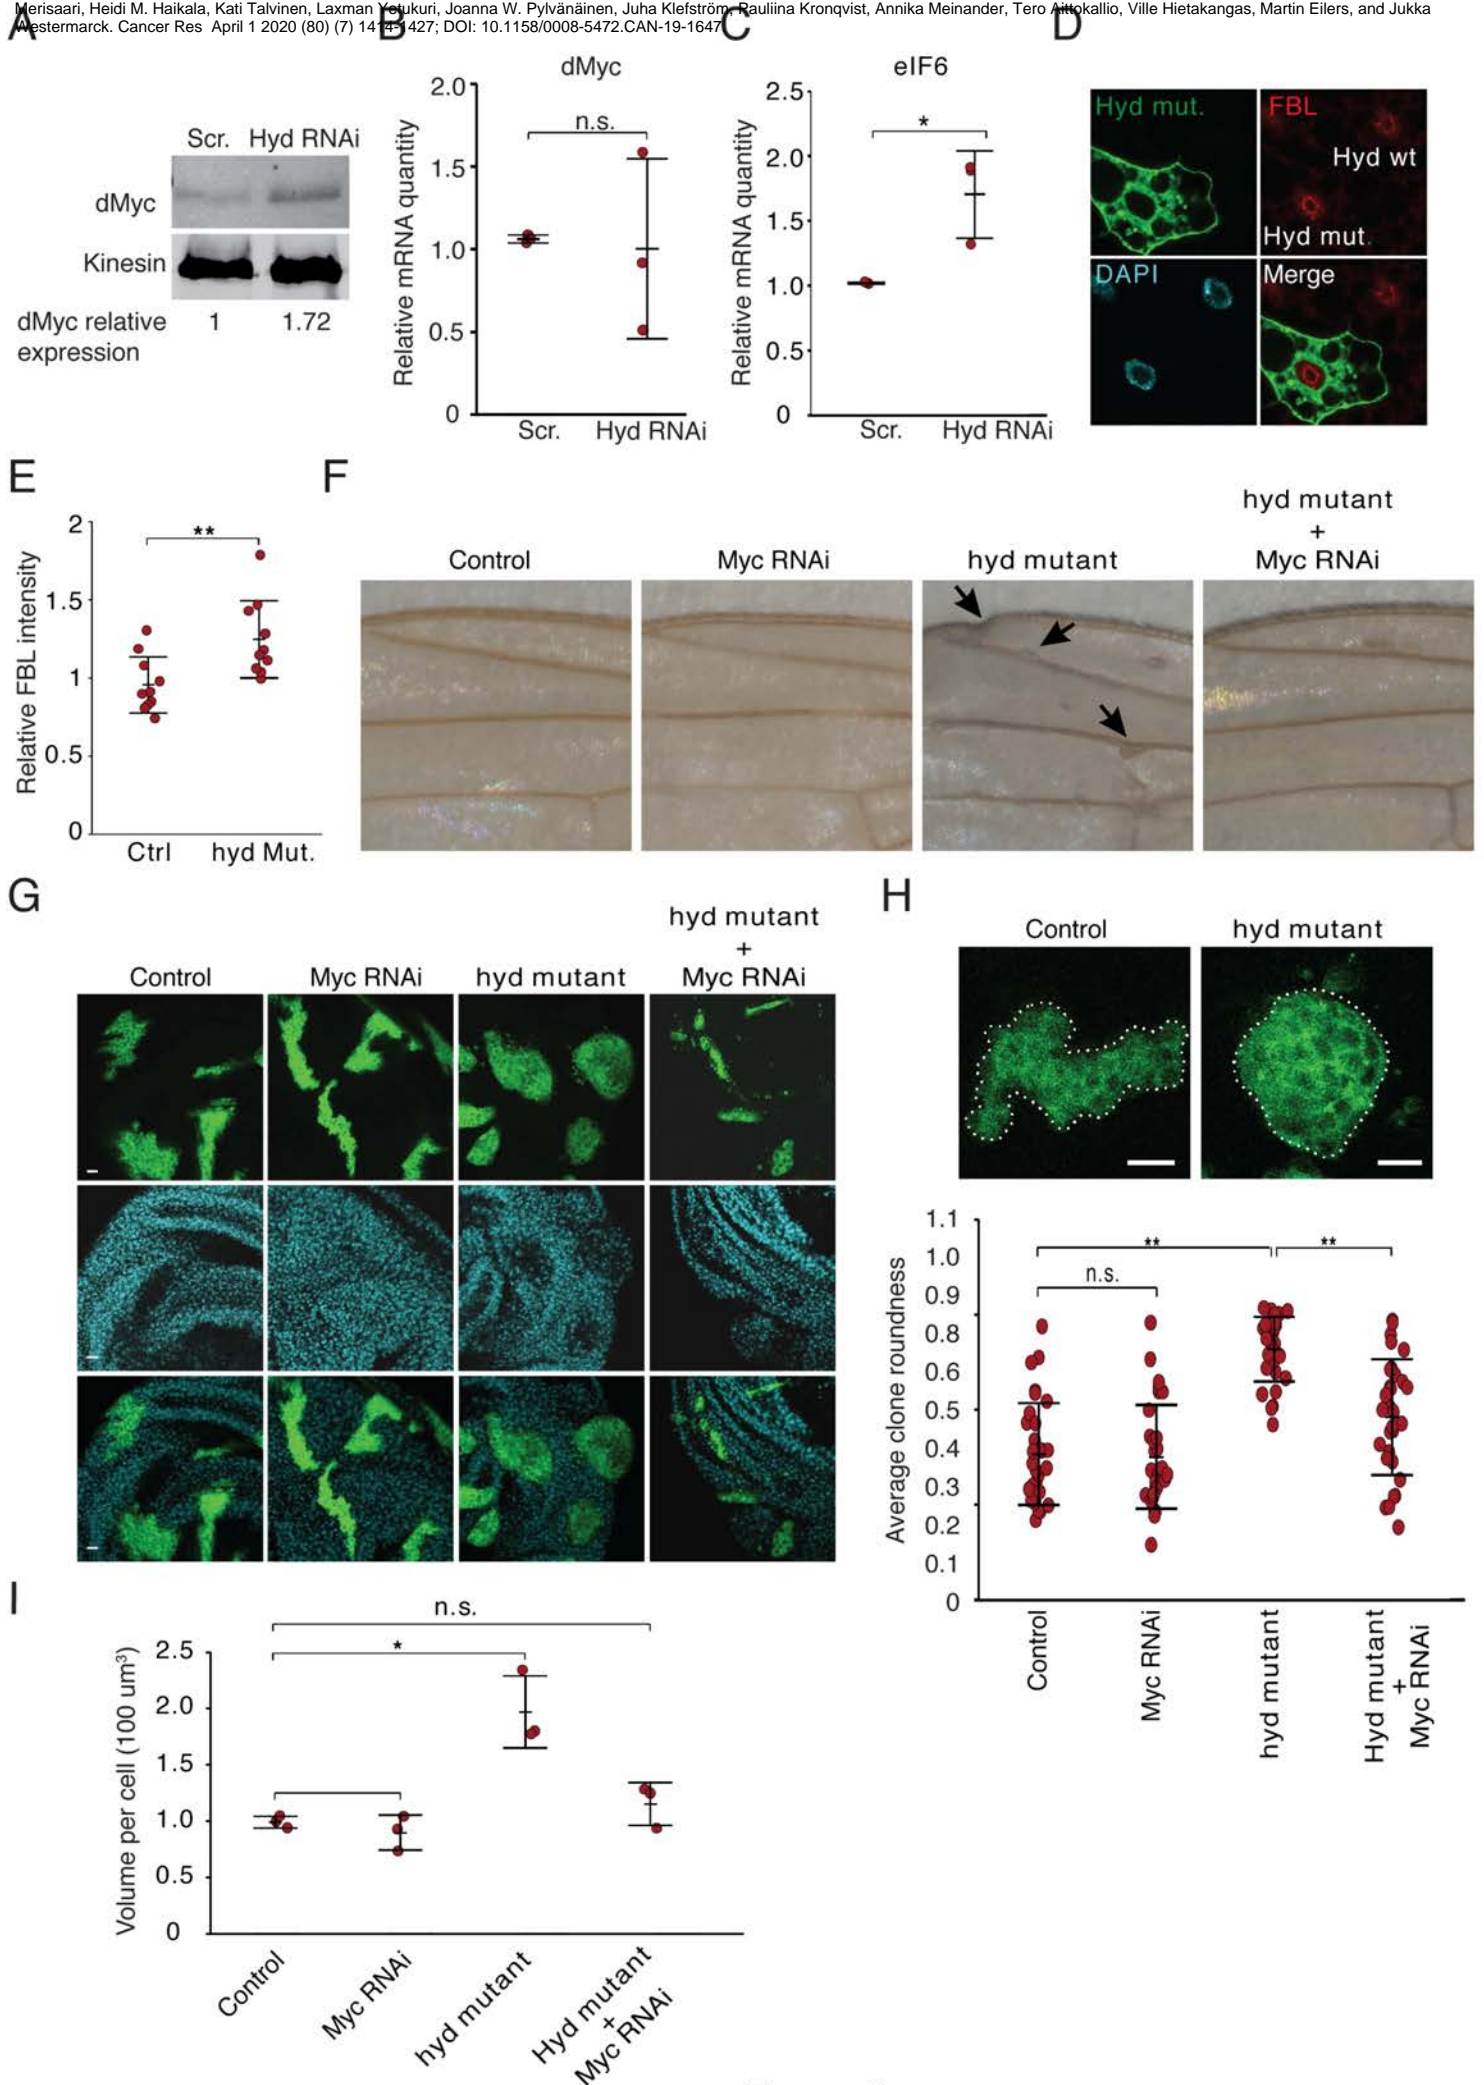 Merisaari, Heidi M. Haikala, Kati Talvinen, Laxman Yetukuri, Joanna W. Pylvänäinen, Juha Klefström, Rauliina Kronqvist, Annika Meinander, Tero Aittokallio, Ville Hietakangas, Martin Eilers, and Jukka
Westermarck. Cancer Res April 1 2020 (80) (7) 1414-1427; DOI: 10.1158/0008-5472.CAN-19-1647
A
B
C
D
Scr. Hyd RNAi
dMyc
Kinesin
dMyc relative
expression
1 1.72
dMyc
Relative mRNA quantity
2.0
1.5
1.0
0.5
0
n.s.
Scr. Hyd RNAi
eIF6
Relative mRNA quantity
2.5
2.0
1.5
1.0
0.5
0
*
Scr. Hyd RNAi
Hyd mut.
FBL
Hyd wt
Hyd mut.
DAPI
Merge
E
Relative FBL intensity
2
1.5
1
0.5
0
**
Ctrl hyd Mut.
F
Control
Myc RNAi
hyd mutant
hyd mutant
+
Myc RNAi
G
Control
Myc RNAi
hyd mutant
hyd mutant
+
Myc RNAi
H
Control
hyd mutant
Average clone roundness
1.1
1.0
0.9
0.8
0.6
0.5
0.4
0.3
0.2
0.1
0
**
**
n.s.
Control
Myc RNAi
hyd mutant
Hyd mutant
+
Myc RNAi
I
Volume per cell (100 um³)
2.5
2.0
1.5
1.0
0.5
0
n.s.
*
Control
Myc RNAi
hyd mutant
Hyd mutant
+
Myc RNAi